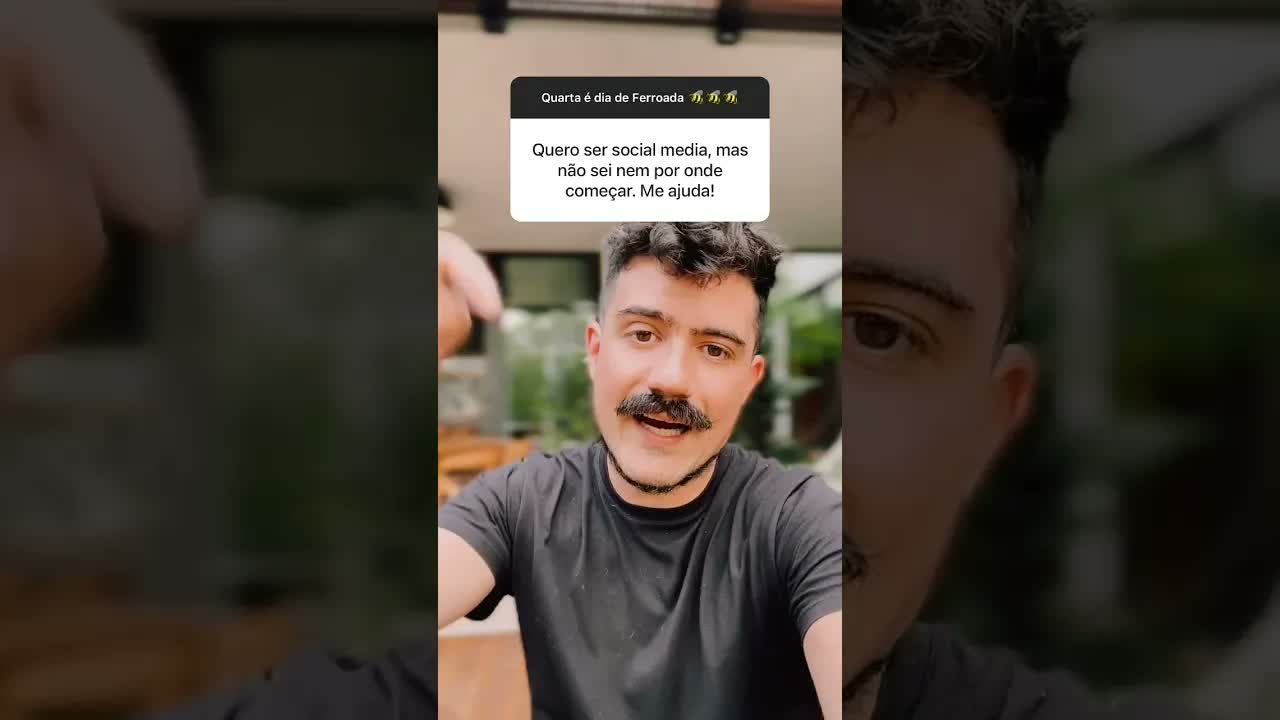 Quarta é dia de Ferroada 🐝🐝🐝
Quero ser social media, mas
não sei nem por onde
começar. Me ajuda!